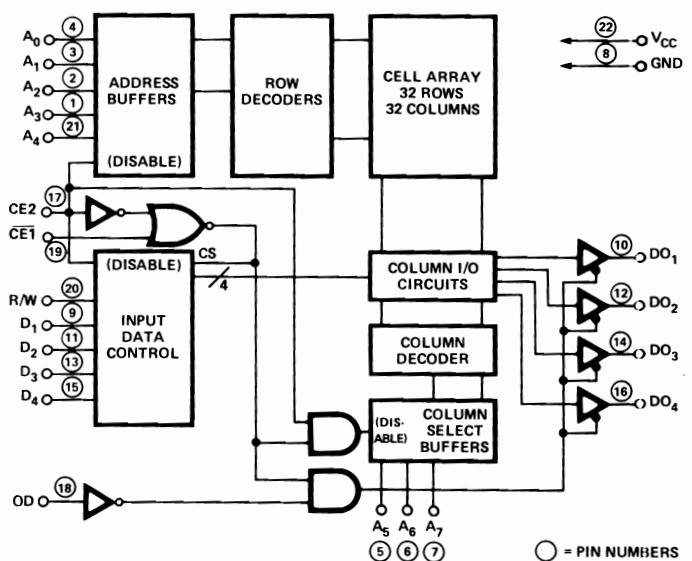 A0 4
A1 3
A2 2
A3 1
A4 21
ADDRESS
BUFFERS
(DISABLE)
ROW
DECODERS
CELL ARRAY
32 ROWS
32 COLUMNS
22 VCC
8 GND
17
CE2
C̅E̅1̅
19
(DISABLE)
CS
4
INPUT
DATA
CONTROL
R/W 20
D1 9
D2 11
D3 13
D4 15
COLUMN I/O
CIRCUITS
COLUMN
DECODER
(DIS-
ABLE)
COLUMN
SELECT
BUFFERS
10 DO1
12 DO2
14 DO3
16 DO4
OD 18
A5 A6 A7
5 6 7
= PIN NUMBERS